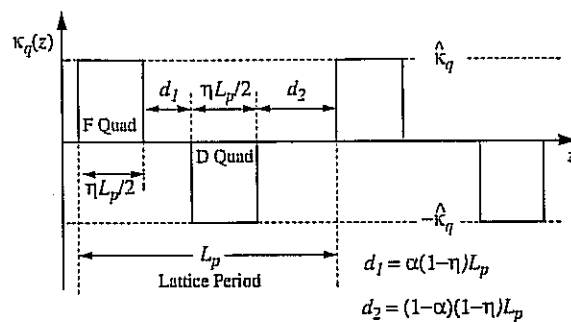 κq(z)
κ̂q
d1
ηLp/2
d2
F Quad
D Quad
z
ηLp/2
-κ̂q
Lp
Lattice Period
d1 = α(1-η)Lp
d2 = (1-α)(1-η)Lp